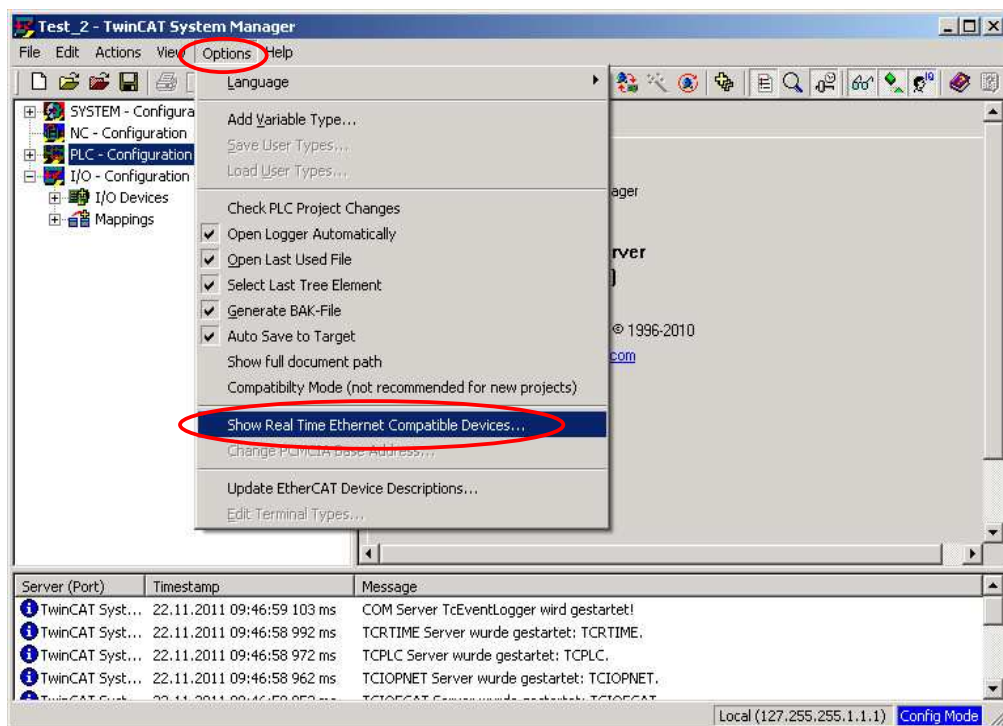 Test_2 - TwinCAT System Manager
File Edit Actions View Options Help
Language
Add Variable Type...
Save User Types...
Load User Types...
Check PLC Project Changes
Open Logger Automatically
Open Last Used File
Select Last Tree Element
Generate BAK-File
Auto Save to Target
Show full document path
Compatibilty Mode (not recommended for new projects)
Show Real Time Ethernet Compatible Devices...
Change PCMCIA Base Address...
Update EtherCAT Device Descriptions...
Edit Terminal Types...
SYSTEM - Configura
NC - Configuration
PLC - Configuration
I/O - Configuration
I/O Devices
Mappings
ager
rver
)
© 1996-2010
com
Server (Port) Timestamp Message
TwinCAT Syst... 22.11.2011 09:46:59 103 ms COM Server TcEventLogger wird gestartet!
TwinCAT Syst... 22.11.2011 09:46:58 992 ms TCRTIME Server wurde gestartet: TCRTIME.
TwinCAT Syst... 22.11.2011 09:46:58 972 ms TCPLC Server wurde gestartet: TCPLC.
TwinCAT Syst... 22.11.2011 09:46:58 962 ms TCIOPNET Server wurde gestartet: TCIOPNET.
Local (127.255.255.1.1.1) Config Mode